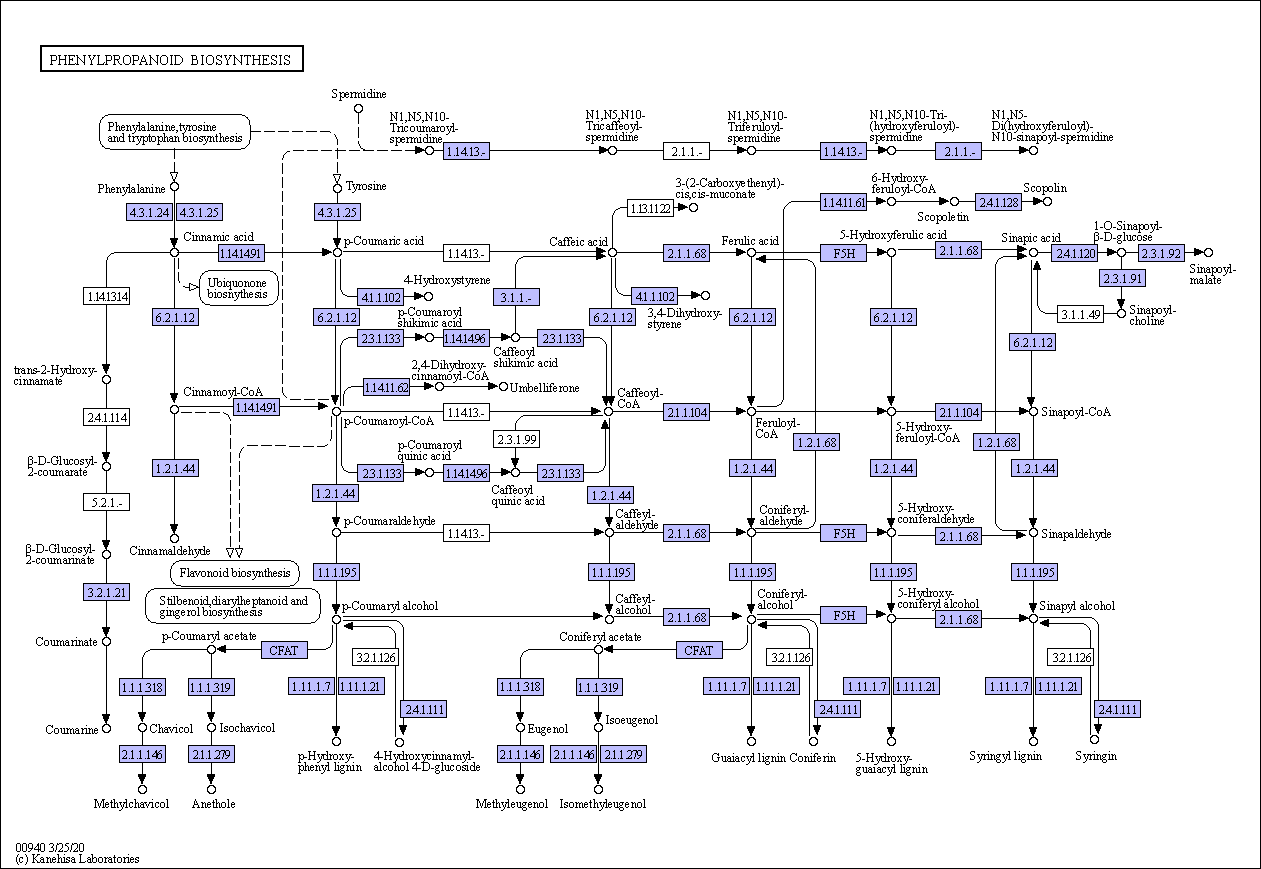 PHENYLPROPANOID BIOSYNTHESIS
Spermidine
Phenylalanine,tyrosine
and tryptophan biosynthesis
N1,N5,N10-
Tricoumaroyl-
spermidine
N1,N5,N10-
Tricaffeoyl-
spermidine
N1,N5,N10-
Triferuloyl-
spermidine
N1,N5,N10-Tri-
(hydroxyferuloyl)-
spermidine
N1,N5-
Di(hydroxyferuloyl)-
N10-sinapoyl-spermidine
1.14.13.-
2.1.1.-
1.14.13.-
2.1.1.-
Phenylalanine
Tyrosine
3-(2-Carboxyethenyl)-
cis,cis-muconate
6-Hydroxy-
feruloyl-CoA
Scopolin
4.3.1.24
4.3.1.25
4.3.1.25
1.13.11.22
1.14.11.61
Scopoletin
2.4.1.128
Cinnamic acid
p-Coumaric acid
Caffeic acid
Ferulic acid
5-Hydroxyferulic acid
Sinapic acid
1-O-Sinapoyl-
β-D-glucose
1.14.14.91
1.14.13.-
2.1.1.68
F5H
2.1.1.68
2.4.1.120
2.3.1.92
Sinapoyl-
malate
Ubiquonone
biosnythesis
4-Hydroxystyrene
4.1.1.102
3.1.1.-
4.1.1.102
3,4-Dihydroxy-
styrene
2.3.1.91
Sinapoyl-
choline
3.1.1.49
1.14.13.14
6.2.1.12
6.2.1.12
p-Coumaroyl
shikimic acid
6.2.1.12
6.2.1.12
6.2.1.12
6.2.1.12
2.3.1.133
1.14.14.96
2.3.1.133
Caffeoyl
shikimic acid
trans-2-Hydroxy-
cinnamate
2,4-Dihydroxy-
cinnamoyl-CoA
1.14.11.62
Umbelliferone
Cinnamoyl-CoA
1.14.14.91
p-Coumaroyl-CoA
1.14.13.-
Caffeoyl-
CoA
2.1.1.104
Feruloyl-
CoA
5-Hydroxy-
feruloyl-CoA
2.1.1.104
Sinapoyl-CoA
2.4.1.114
2.3.1.99
1.2.1.68
1.2.1.68
β-D-Glucosyl-
2-coumarate
1.2.1.44
p-Coumaroyl
quinic acid
2.3.1.133
1.14.14.96
2.3.1.133
Caffeoyl
quinic acid
1.2.1.44
1.2.1.44
1.2.1.44
1.2.1.44
1.2.1.44
5.2.1.-
p-Coumaraldehyde
1.14.13.-
Caffeyl-
aldehyde
2.1.1.68
Coniferyl-
aldehyde
F5H
5-Hydroxy-
coniferaldehyde
2.1.1.68
Sinapaldehyde
Cinnamaldehyde
β-D-Glucosyl-
2-coumarinate
Flavonoid biosynthesis
1.1.1.195
1.1.1.195
1.1.1.195
1.1.1.195
1.1.1.195
3.2.1.21
Stilbenoid,diarylheptanoid and
gingerol biosynthesis
p-Coumaryl alcohol
Caffeyl-
alcohol
2.1.1.68
Coniferyl-
alcohol
F5H
5-Hydroxy-
coniferyl alcohol
2.1.1.68
Sinapyl alcohol
Coumarinate
p-Coumaryl acetate
CFAT
Coniferyl acetate
CFAT
3.2.1.126
3.2.1.126
3.2.1.126
1.1.1.318
1.1.1.319
1.11.1.7
1.11.1.21
1.1.1.318
1.1.1.319
1.11.1.7
1.11.1.21
1.11.1.7
1.11.1.21
1.11.1.7
1.11.1.21
2.4.1.111
2.4.1.111
2.4.1.111
Coumarine
Chavicol
Isochavicol
Eugenol
Isoeugenol
2.1.1.146
2.1.1.279
2.1.1.146
2.1.1.146
2.1.1.279
p-Hydroxy-
phenyl lignin
4-Hydroxycinnamyl-
alcohol 4-D-glucoside
Guaiacyl lignin
Coniferin
5-Hydroxy-
guaiacyl lignin
Syringyl lignin
Syringin
Methylchavicol
Anethole
Methyleugenol
Isomethyleugenol
00940 3/25/20
(c) Kanehisa Laboratories